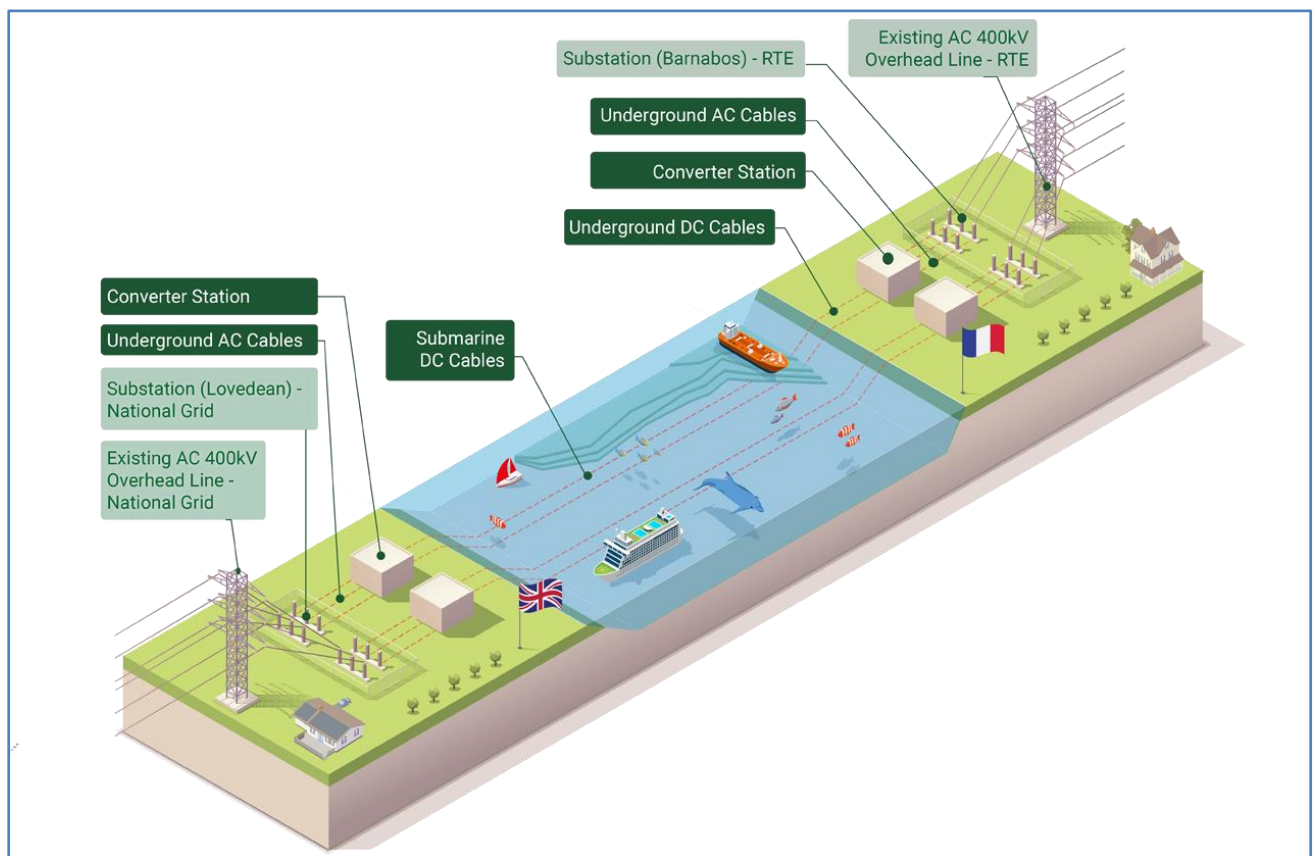 Existing AC 400kV
Overhead Line - RTE
Substation (Barnabos) - RTE
Underground AC Cables
Converter Station
Underground DC Cables
Converter Station
Underground AC Cables
Submarine
DC Cables
Substation (Lovedean) -
National Grid
Existing AC 400kV
Overhead Line -
National Grid